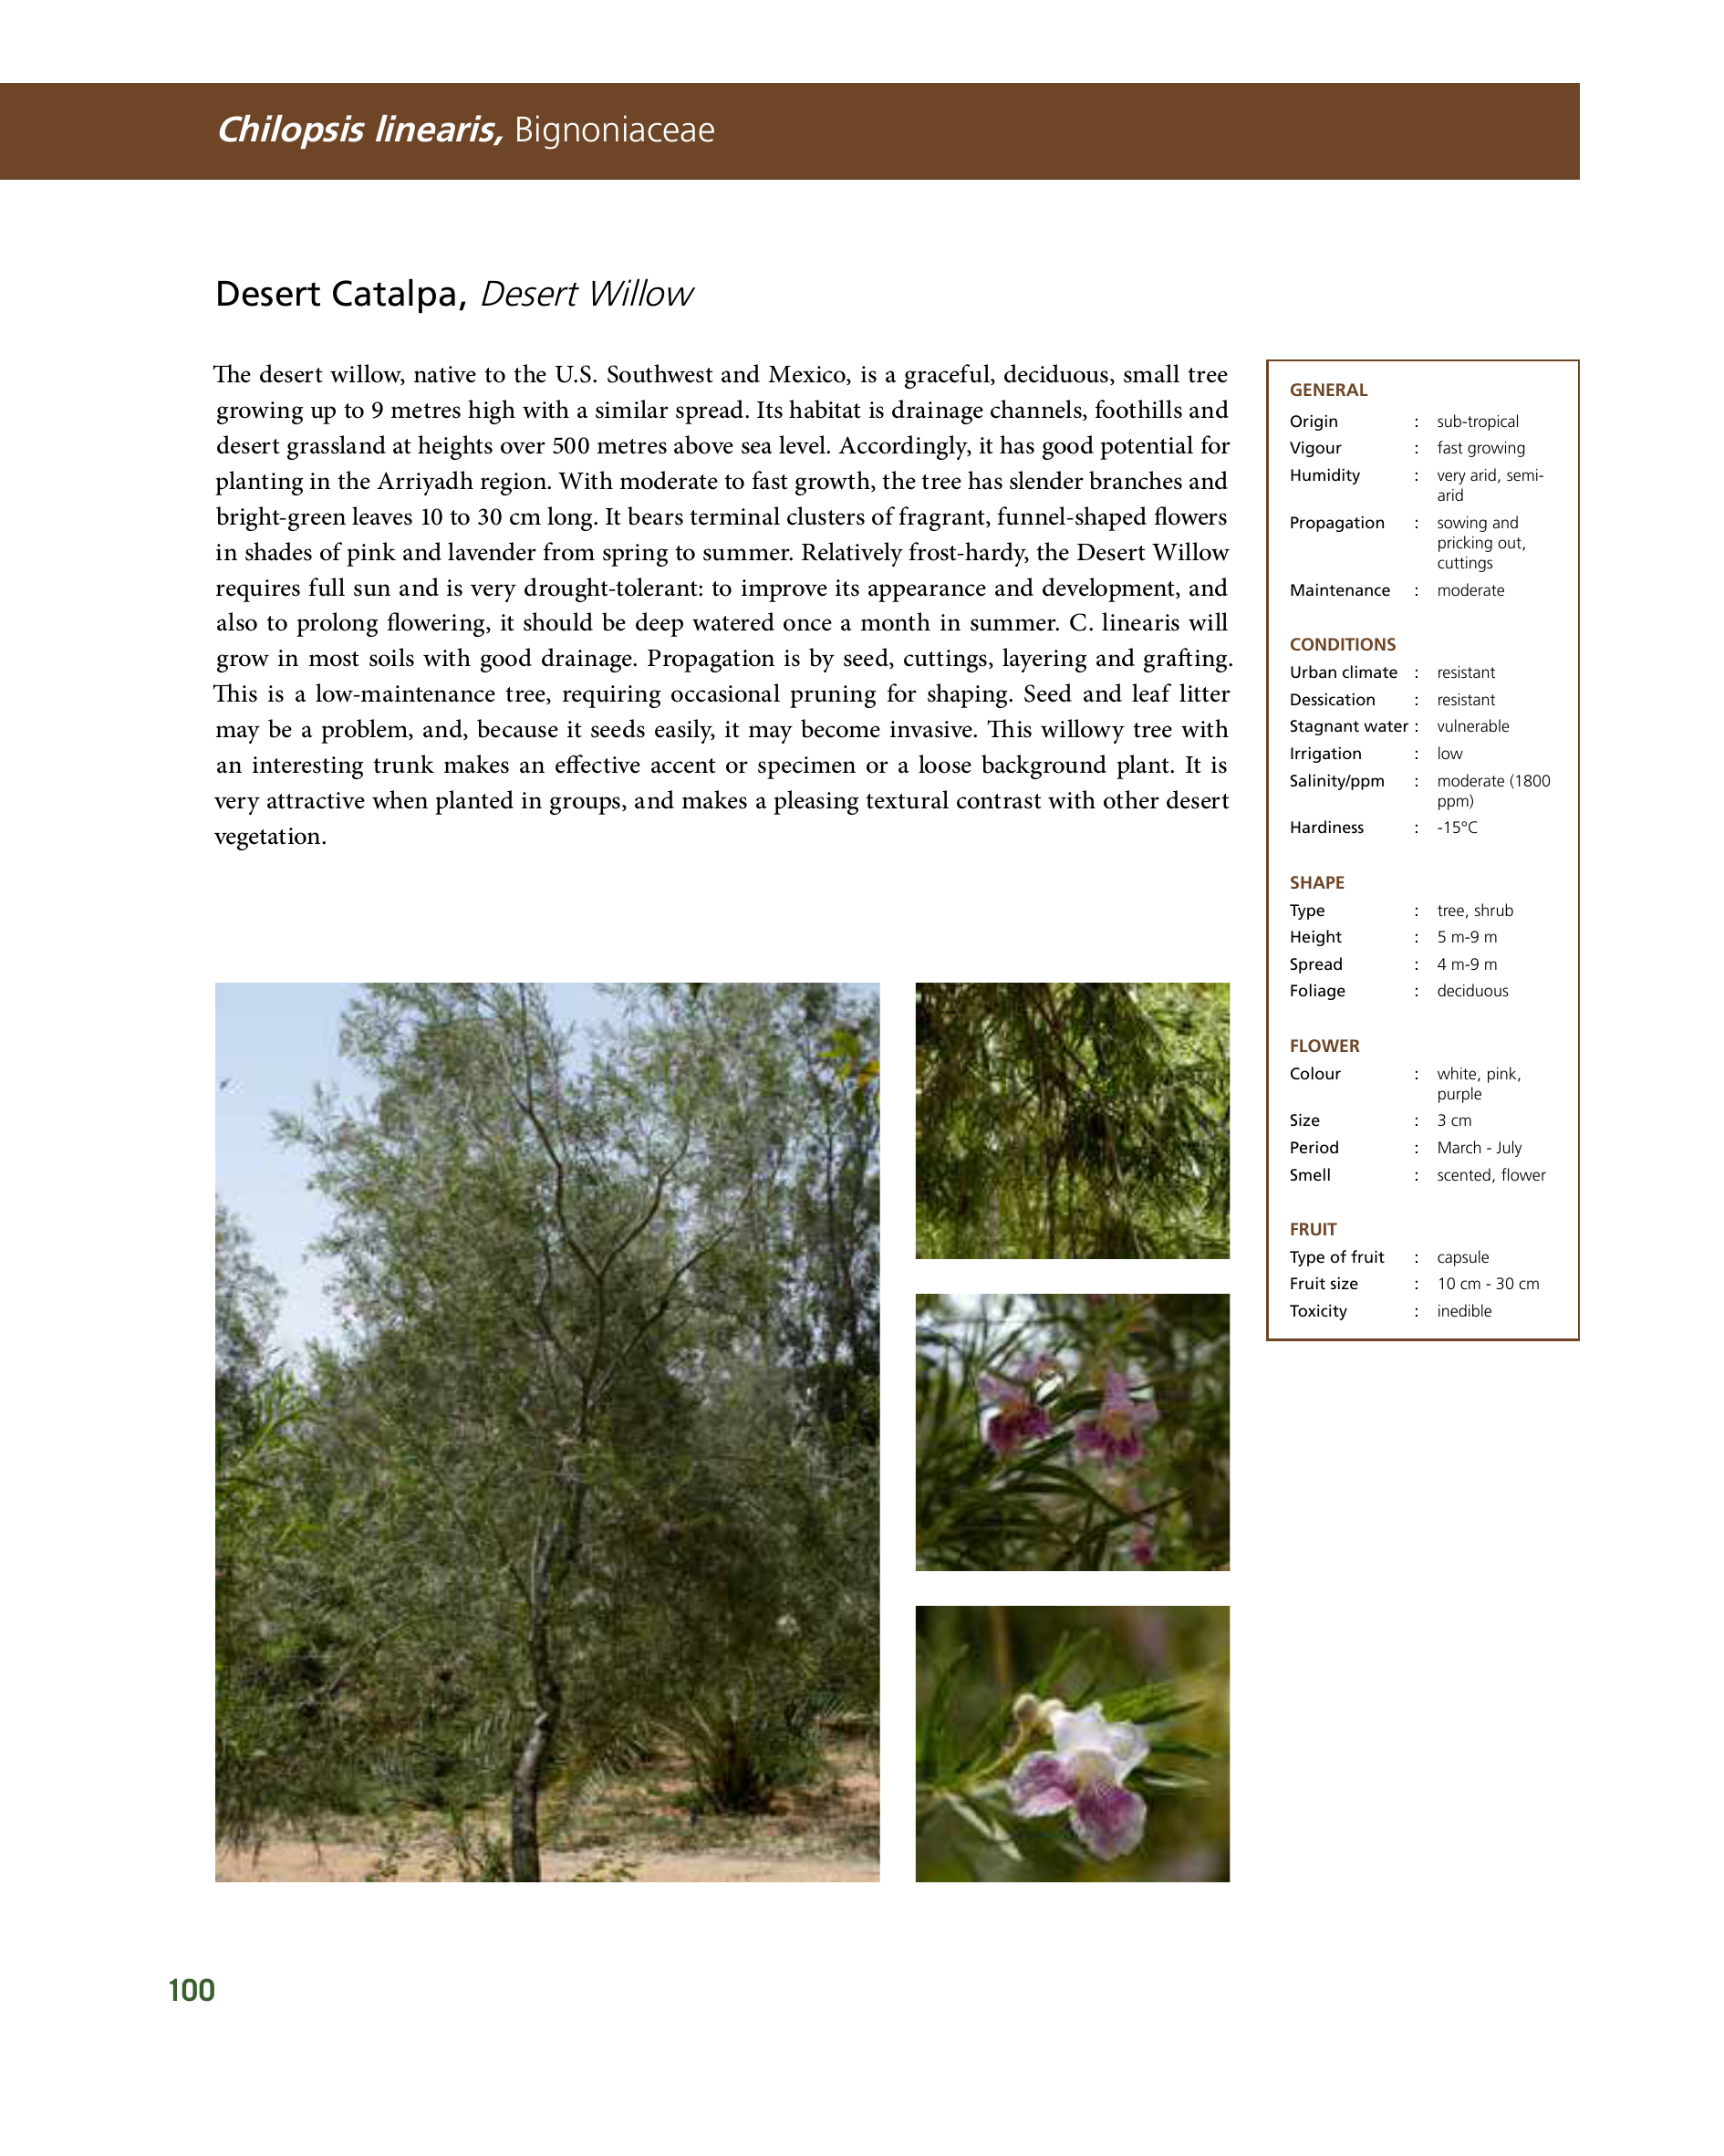 Chilopsis linearis, Bignoniaceae
Desert Catalpa, Desert Willow
The desert willow, native to the U.S. Southwest and Mexico, is a graceful, deciduous, small tree
growing up to 9 metres high with a similar spread. Its habitat is drainage channels, foothills and
desert grassland at heights over 500 metres above sea level. Accordingly, it has good potential for
planting in the Arriyadh region. With moderate to fast growth, the tree has slender branches and
bright-green leaves 10 to 30 cm long. It bears terminal clusters of fragrant, funnel-shaped flowers
in shades of pink and lavender from spring to summer. Relatively frost-hardy, the Desert Willow
requires full sun and is very drought-tolerant: to improve its appearance and development, and
also to prolong flowering, it should be deep watered once a month in summer. C. linearis will
grow in most soils with good drainage. Propagation is by seed, cuttings, layering and grafting.
This is a low-maintenance tree, requiring occasional pruning for shaping. Seed and leaf litter
may be a problem, and, because it seeds easily, it may become invasive. This willowy tree with
an interesting trunk makes an effective accent or specimen or a loose background plant. It is
very attractive when planted in groups, and makes a pleasing textural contrast with other desert
vegetation.
GENERAL
Origin : sub-tropical
Vigour : fast growing
Humidity : very arid, semi-
arid
Propagation : sowing and
pricking out,
cuttings
Maintenance : moderate
CONDITIONS
Urban climate : resistant
Dessication : resistant
Stagnant water : vulnerable
Irrigation : low
Salinity/ppm : moderate (1800
ppm)
Hardiness : -15°C
SHAPE
Type : tree, shrub
Height : 5 m-9 m
Spread : 4 m-9 m
Foliage : deciduous
FLOWER
Colour : white, pink,
purple
Size : 3 cm
Period : March - July
Smell : scented, flower
FRUIT
Type of fruit : capsule
Fruit size : 10 cm - 30 cm
Toxicity : inedible
100